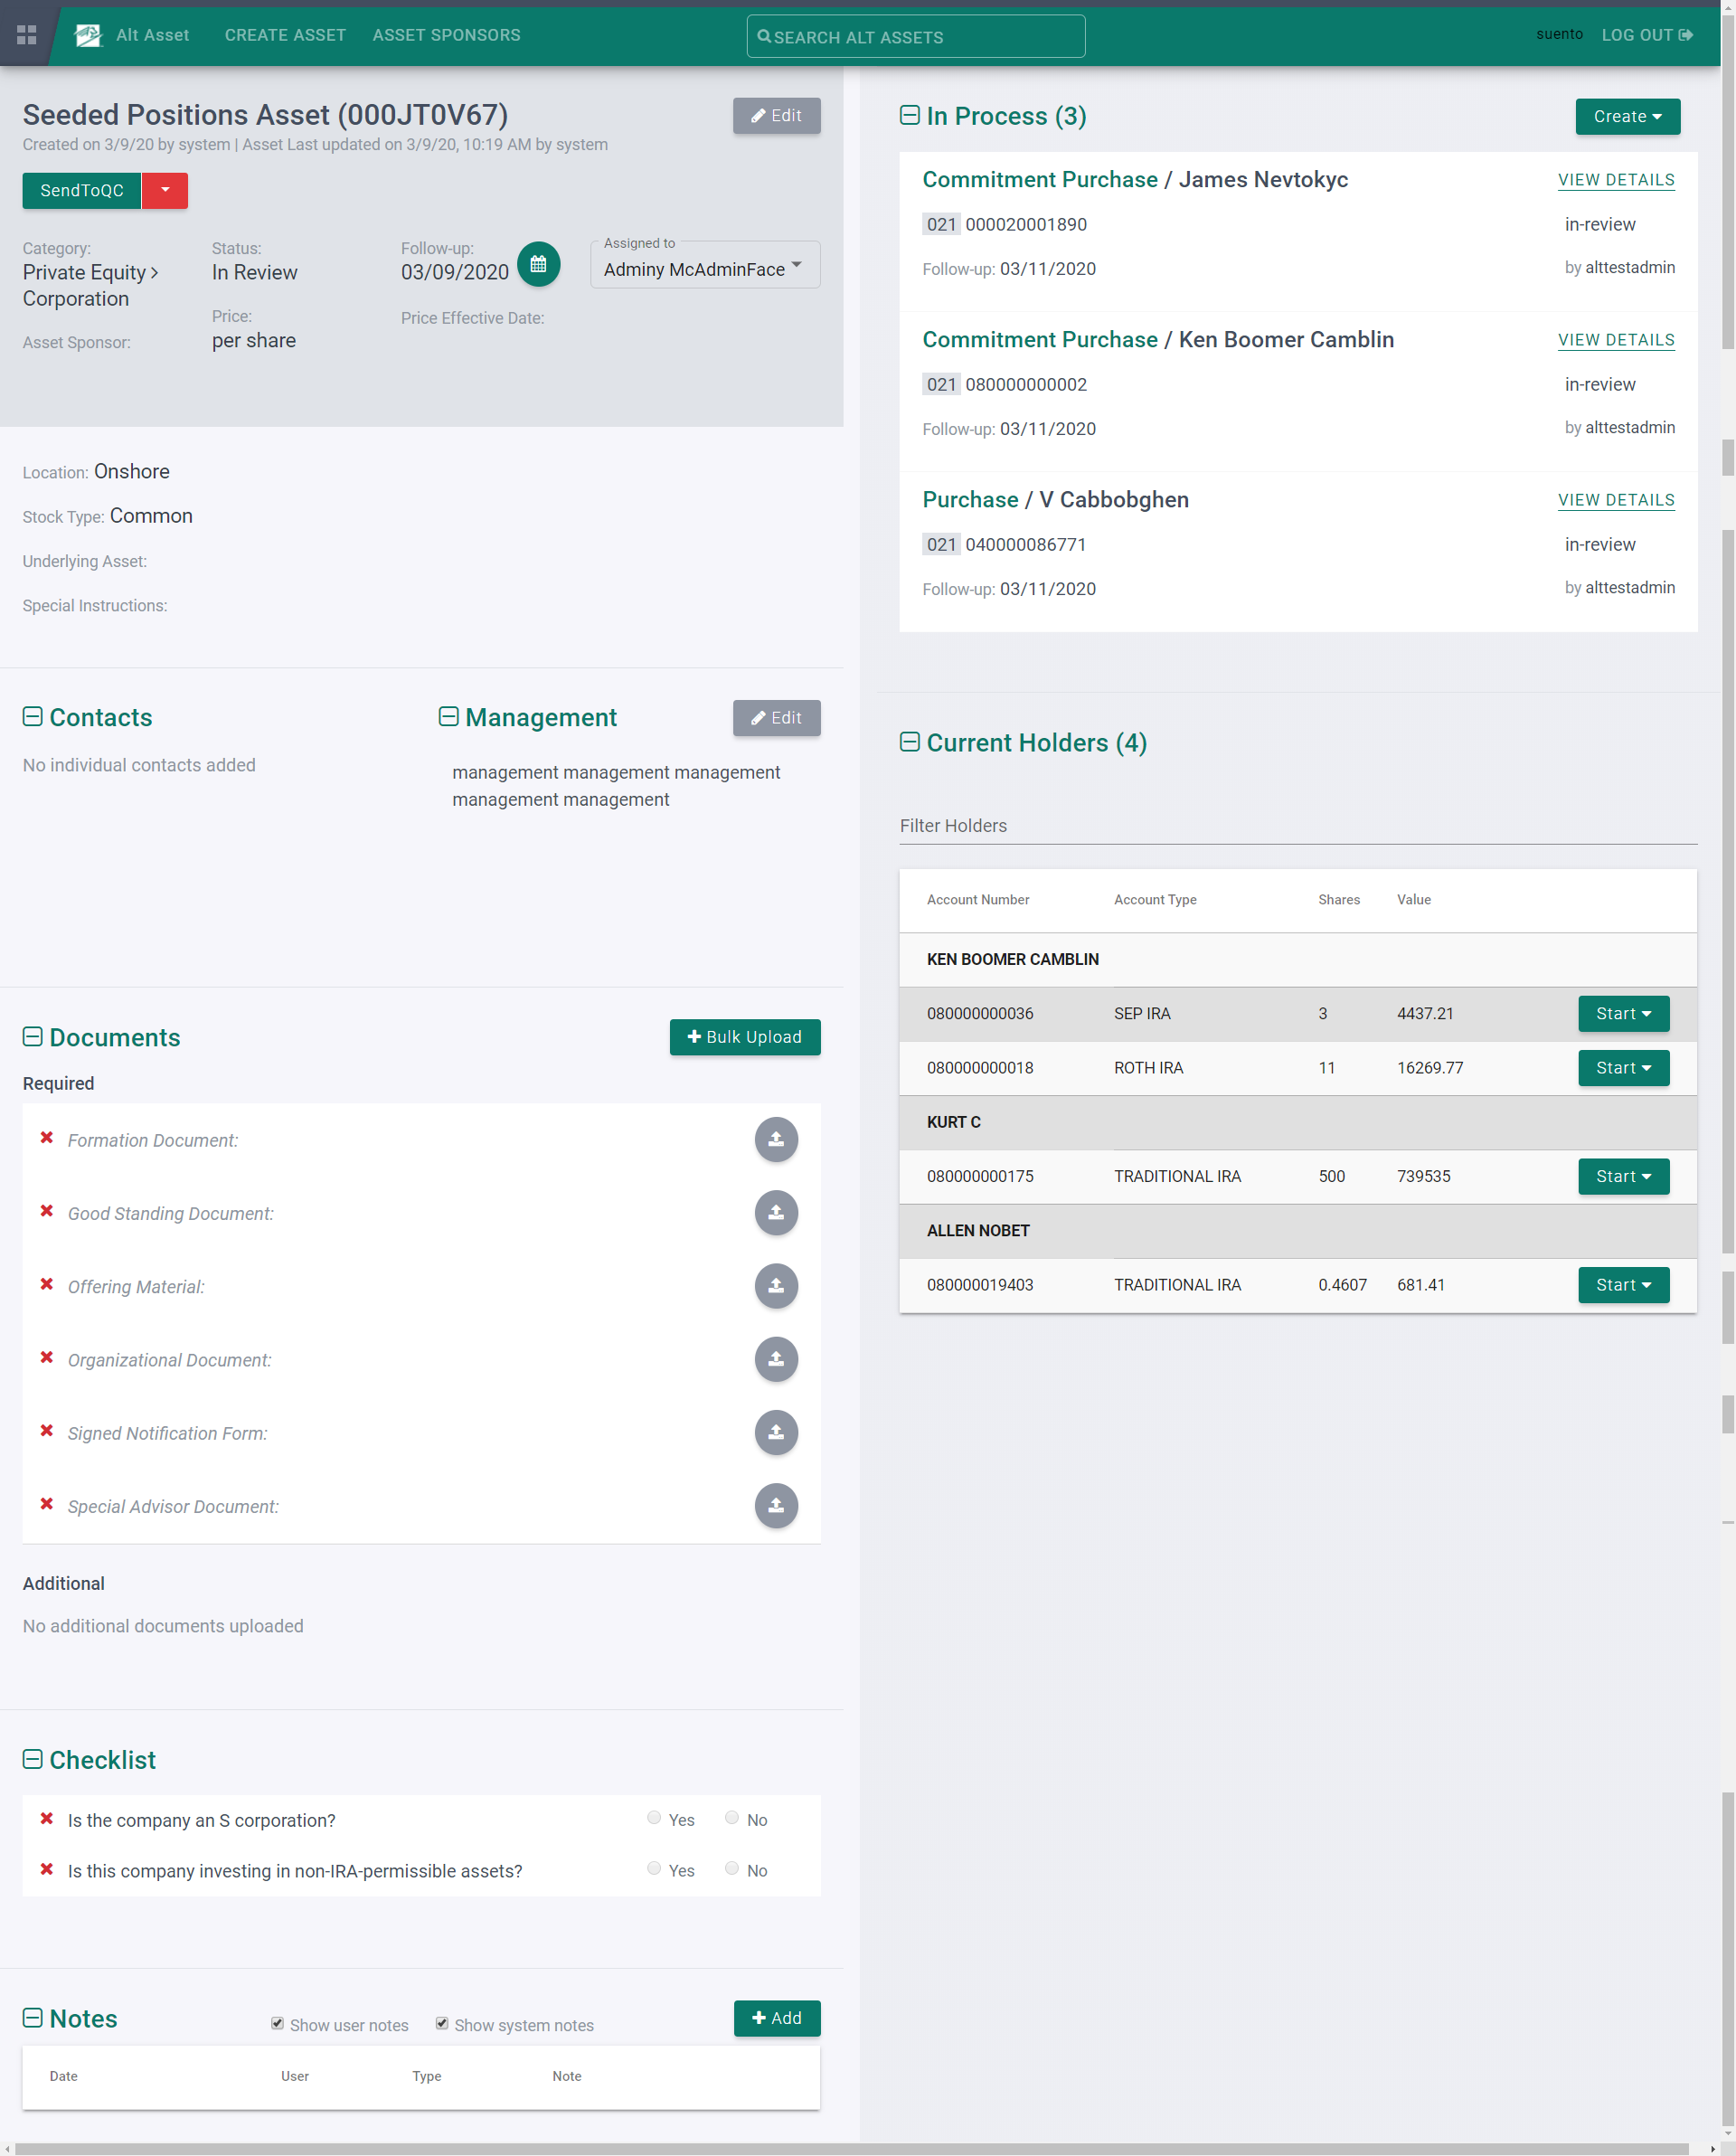 Alt Asset CREATE ASSET ASSET SPONSORS SEARCH ALT ASSETS suento LOG OUT
Seeded Positions Asset (000JT0V67) Edit
Created on 3/9/20 by system | Asset Last updated on 3/9/20, 10:19 AM by system
SendToQC
Category:
Private Equity >
Corporation
Asset Sponsor:
Status:
In Review
Price:
per share
Follow-up:
03/09/2020
Price Effective Date:
Assigned to
Adminy McAdminFace
Location: Onshore
Stock Type: Common
Underlying Asset:
Special Instructions:
Contacts
No individual contacts added
Management Edit
management management management
management management
Documents Bulk Upload
Required
Formation Document:
Good Standing Document:
Offering Material:
Organizational Document:
Signed Notification Form:
Special Advisor Document:
Additional
No additional documents uploaded
Checklist
Is the company an S corporation? Yes No
Is this company investing in non-IRA-permissible assets? Yes No
Notes Show user notes Show system notes Add
Date User Type Note
In Process (3) Create
Commitment Purchase / James Nevtokyc VIEW DETAILS
021 000020001890 in-review
Follow-up: 03/11/2020 by alttestadmin
Commitment Purchase / Ken Boomer Camblin VIEW DETAILS
021 080000000002 in-review
Follow-up: 03/11/2020 by alttestadmin
Purchase / V Cabbobghen VIEW DETAILS
021 040000086771 in-review
Follow-up: 03/11/2020 by alttestadmin
Current Holders (4)
Filter Holders
Account Number Account Type Shares Value
KEN BOOMER CAMBLIN
080000000036 SEP IRA 3 4437.21 Start
080000000018 ROTH IRA 11 16269.77 Start
KURT C
080000000175 TRADITIONAL IRA 500 739535 Start
ALLEN NOBET
080000019403 TRADITIONAL IRA 0.4607 681.41 Start